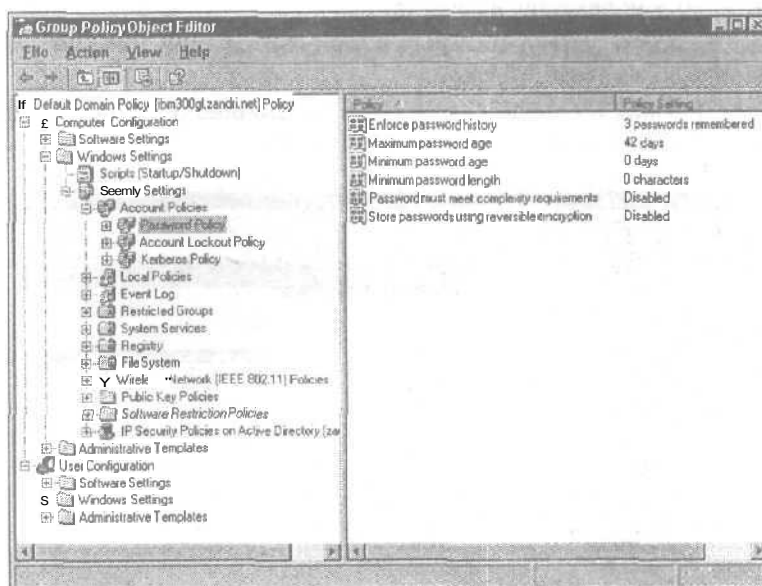 Group Policy Object Editor
Filo Action View Help
If Default Domain Policy [ibm300gl.zandri.net] Policy
£ Computer Configuration
Software Settings
Windows Settings
Scripts (Startup/Shutdown)
Seemly Settings
Account Policies
Password Policy
Account Lockout Policy
Kerberos Policy
Local Policies
Event Log
Restricted Groups
System Services
Registry
File System
Y Wirele Network (IEEE 802.11) Policies
Public Key Policies
Software Restriction Policies
IP Security Policies on Active Directory (zan
Administrative Templates
User Configuration
Software Settings
S Windows Settings
Administrative Templates
Policy Policy Setting
Enforce password history 3 passwords remembered
Maximum password age 42 days
Minimum password age 0 days
Minimum password length 0 characters
Password must meet complexity requirements Disabled
Store passwords using reversible encryption Disabled